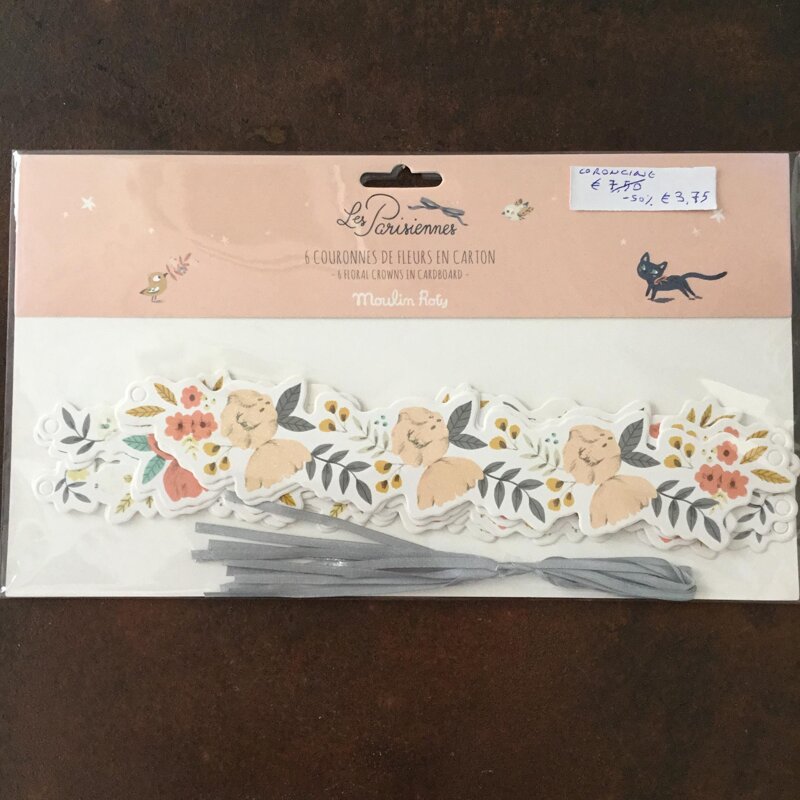 CORONCINE
€ 7,50
-50% € 3,75
Les Parisiennes
6 COURONNES DE FLEURS EN CARTON
- 6 FLORAL CROWNS IN CARDBOARD -
Moulin Roty